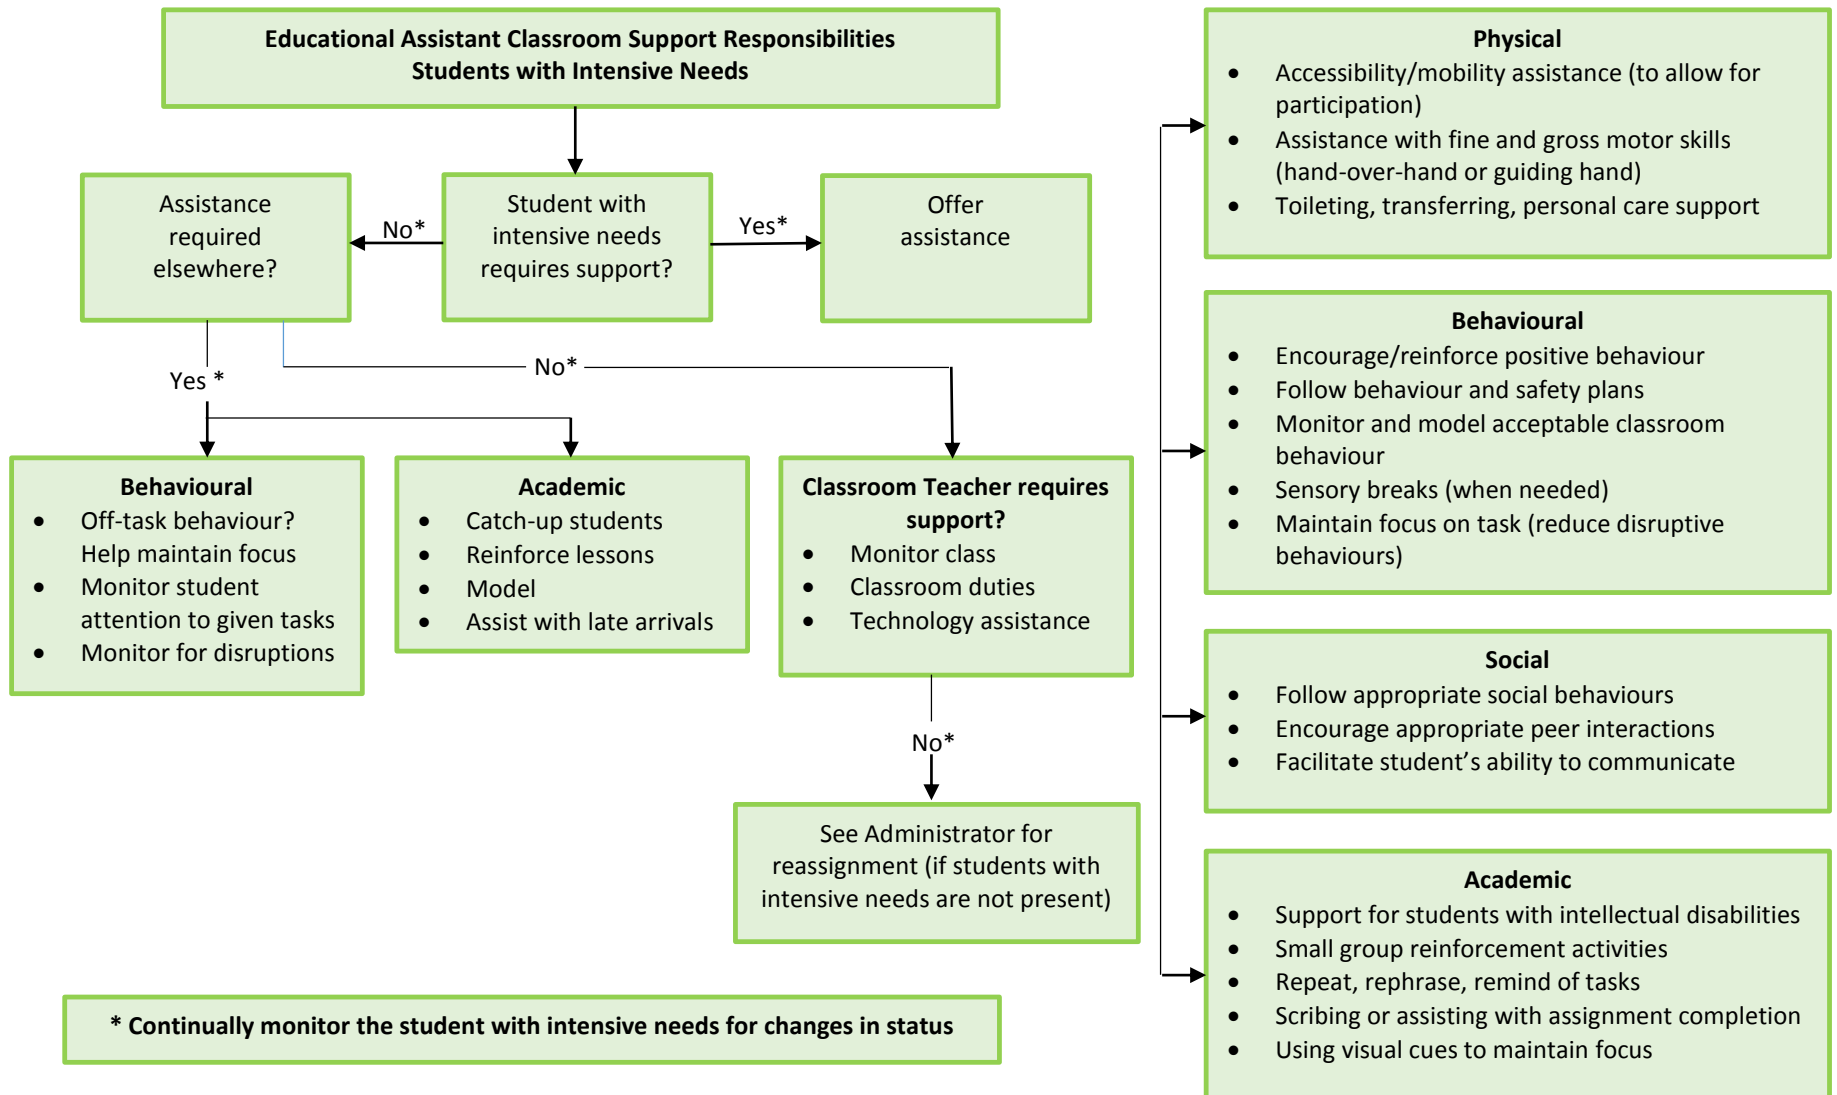 Educational Assistant Classroom Support Responsibilities
Students with Intensive Needs
Assistance
required
elsewhere?
No*
Student with
intensive needs
requires support?
Yes*
Offer
assistance
Yes *
No*
Behavioural
• Off-task behaviour?
Help maintain focus
• Monitor student
attention to given tasks
• Monitor for disruptions
Academic
• Catch-up students
• Reinforce lessons
• Model
• Assist with late arrivals
Classroom Teacher requires
support?
• Monitor class
• Classroom duties
• Technology assistance
No*
See Administrator for
reassignment (if students with
intensive needs are not present)
* Continually monitor the student with intensive needs for changes in status
Physical
• Accessibility/mobility assistance (to allow for
participation)
• Assistance with fine and gross motor skills
(hand-over-hand or guiding hand)
• Toileting, transferring, personal care support
Behavioural
• Encourage/reinforce positive behaviour
• Follow behaviour and safety plans
• Monitor and model acceptable classroom
behaviour
• Sensory breaks (when needed)
• Maintain focus on task (reduce disruptive
behaviours)
Social
• Follow appropriate social behaviours
• Encourage appropriate peer interactions
• Facilitate student’s ability to communicate
Academic
• Support for students with intellectual disabilities
• Small group reinforcement activities
• Repeat, rephrase, remind of tasks
• Scribing or assisting with assignment completion
• Using visual cues to maintain focus